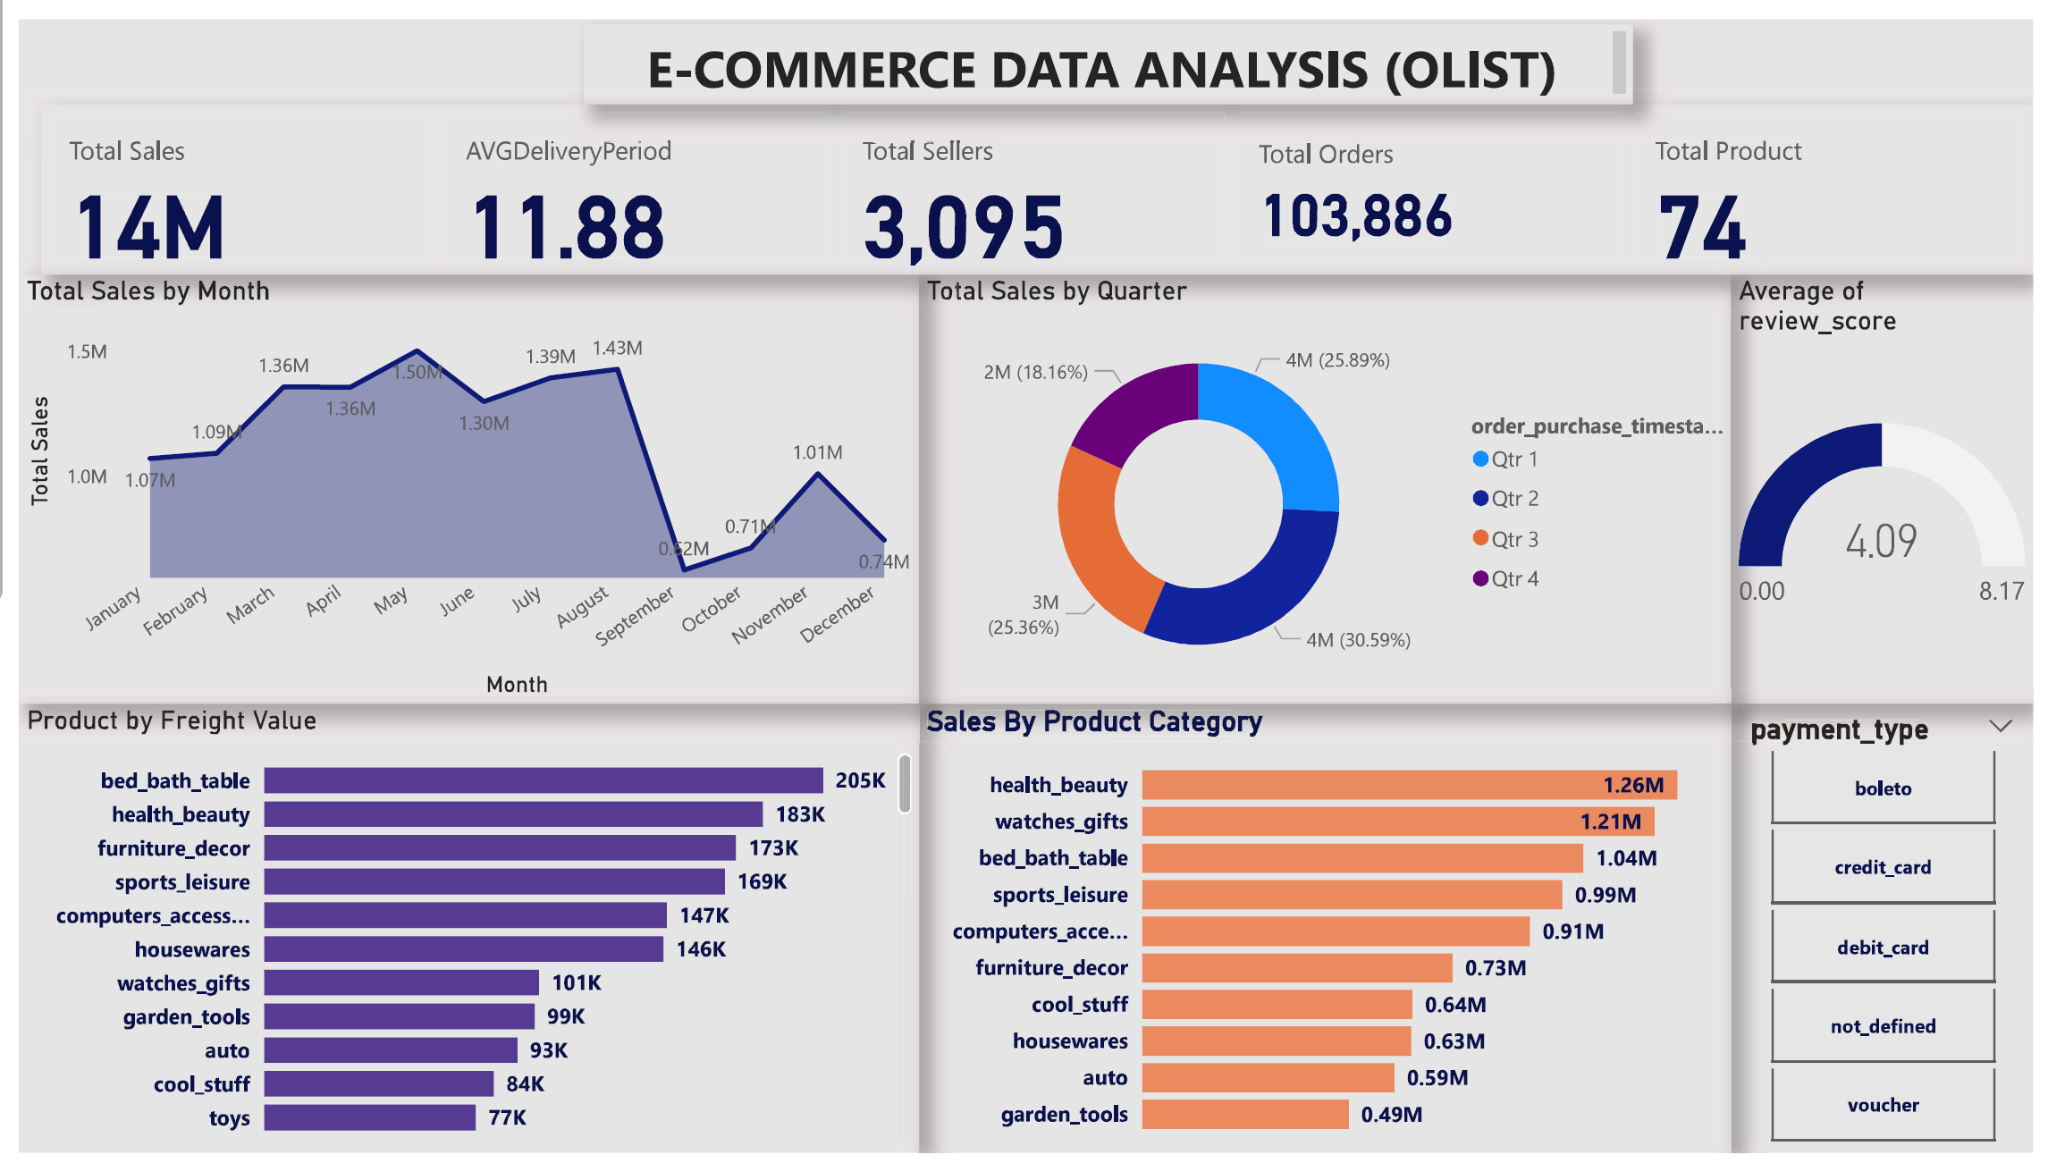 E-COMMERCE DATA ANALYSIS (OLIST)
Total Sales
14M
AVGDeliveryPeriod
11.88
Total Sellers
3,095
Total Orders
103,886
Total Product
74
Total Sales by Month
Total Sales
1.5M
1.0M
1.07M
1.09M
1.36M
1.36M
1.50M
1.30M
1.39M
1.43M
0.62M
0.71M
1.01M
0.74M
January
February
March
April
May
June
July
August
September
October
November
December
Month
Total Sales by Quarter
4M (25.89%)
4M (30.59%)
3M
(25.36%)
2M (18.16%)
order_purchase_timesta...
Qtr 1
Qtr 2
Qtr 3
Qtr 4
Average of
review_score
4.09
0.00
8.17
Product by Freight Value
bed_bath_table 205K
health_beauty 183K
furniture_decor 173K
sports_leisure 169K
computers_access... 147K
housewares 146K
watches_gifts 101K
garden_tools 99K
auto 93K
cool_stuff 84K
toys 77K
Sales By Product Category
health_beauty 1.26M
watches_gifts 1.21M
bed_bath_table 1.04M
sports_leisure 0.99M
computers_acce... 0.91M
furniture_decor 0.73M
cool_stuff 0.64M
housewares 0.63M
auto 0.59M
garden_tools 0.49M
payment_type
boleto
credit_card
debit_card
not_defined
voucher